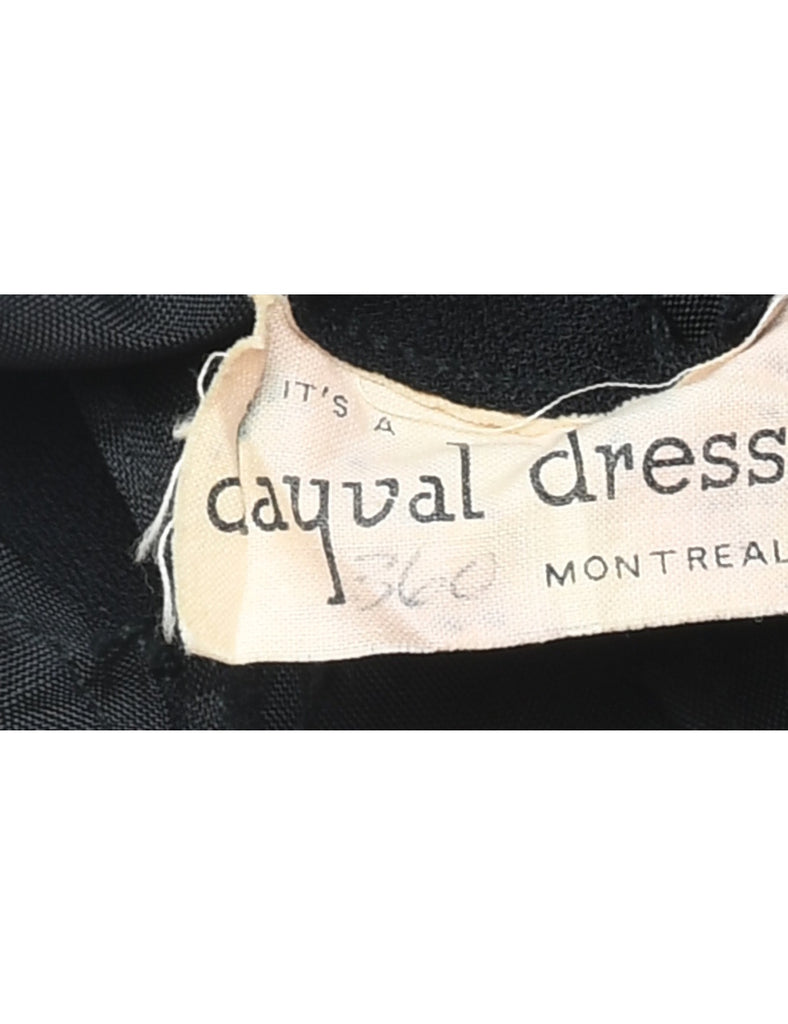 IT'S A
cayval dress
360
MONTREAL